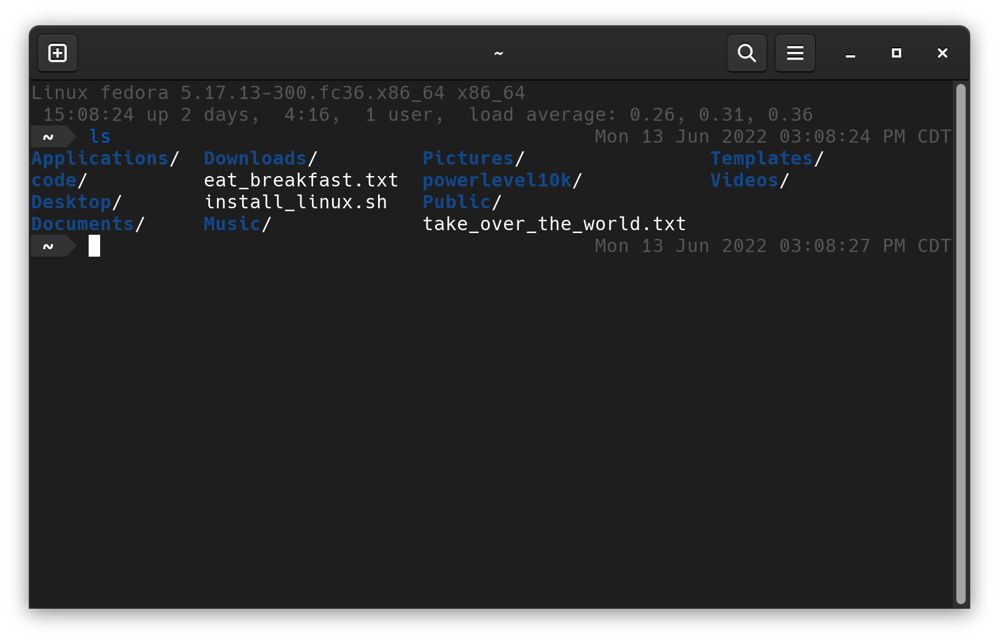 ~
Linux fedora 5.17.13-300.fc36.x86_64 x86_64
15:08:24 up 2 days,  4:16,  1 user,  load average: 0.26, 0.31, 0.36
~ ls Mon 13 Jun 2022 03:08:24 PM CDT
Applications/ Downloads/ Pictures/ Templates/
code/ eat_breakfast.txt powerlevel10k/ Videos/
Desktop/ install_linux.sh Public/
Documents/ Music/ take_over_the_world.txt
~ Mon 13 Jun 2022 03:08:27 PM CDT